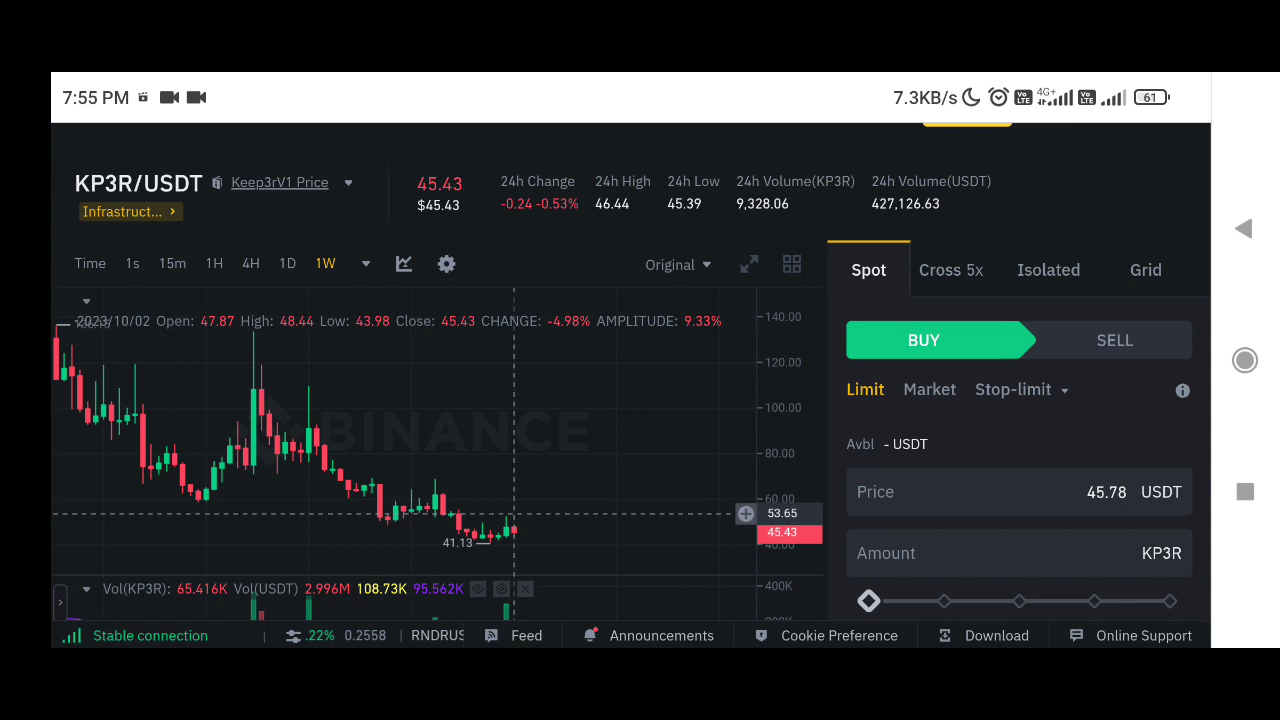 7:55 PM 7.3KB/s 4G+ Vo LTE Vo LTE 61
KP3R/USDT Keep3rV1 Price
Infrastruct... >
45.43
$45.43
24h Change
-0.24 -0.53%
24h High
46.44
24h Low
45.39
24h Volume(KP3R)
9,328.06
24h Volume(USDT)
427,126.63
Time 1s 15m 1H 4H 1D 1W Original
Spot Cross 5x Isolated Grid
2023/10/02 Open: 47.87 High: 48.44 Low: 43.98 Close: 45.43 CHANGE: -4.98% AMPLITUDE: 9.33%
140.00
120.00
100.00
80.00
60.00
53.65
45.43
40.00
BINANCE
41.13
BUY SELL
Limit Market Stop-limit
Avbl - USDT
Price 45.78 USDT
Amount KP3R
Vol(KP3R): 65.416K Vol(USDT) 2.996M 108.73K 95.562K
400K
Stable connection .22% 0.2558 RNDRUS Feed Announcements Cookie Preference Download Online Support